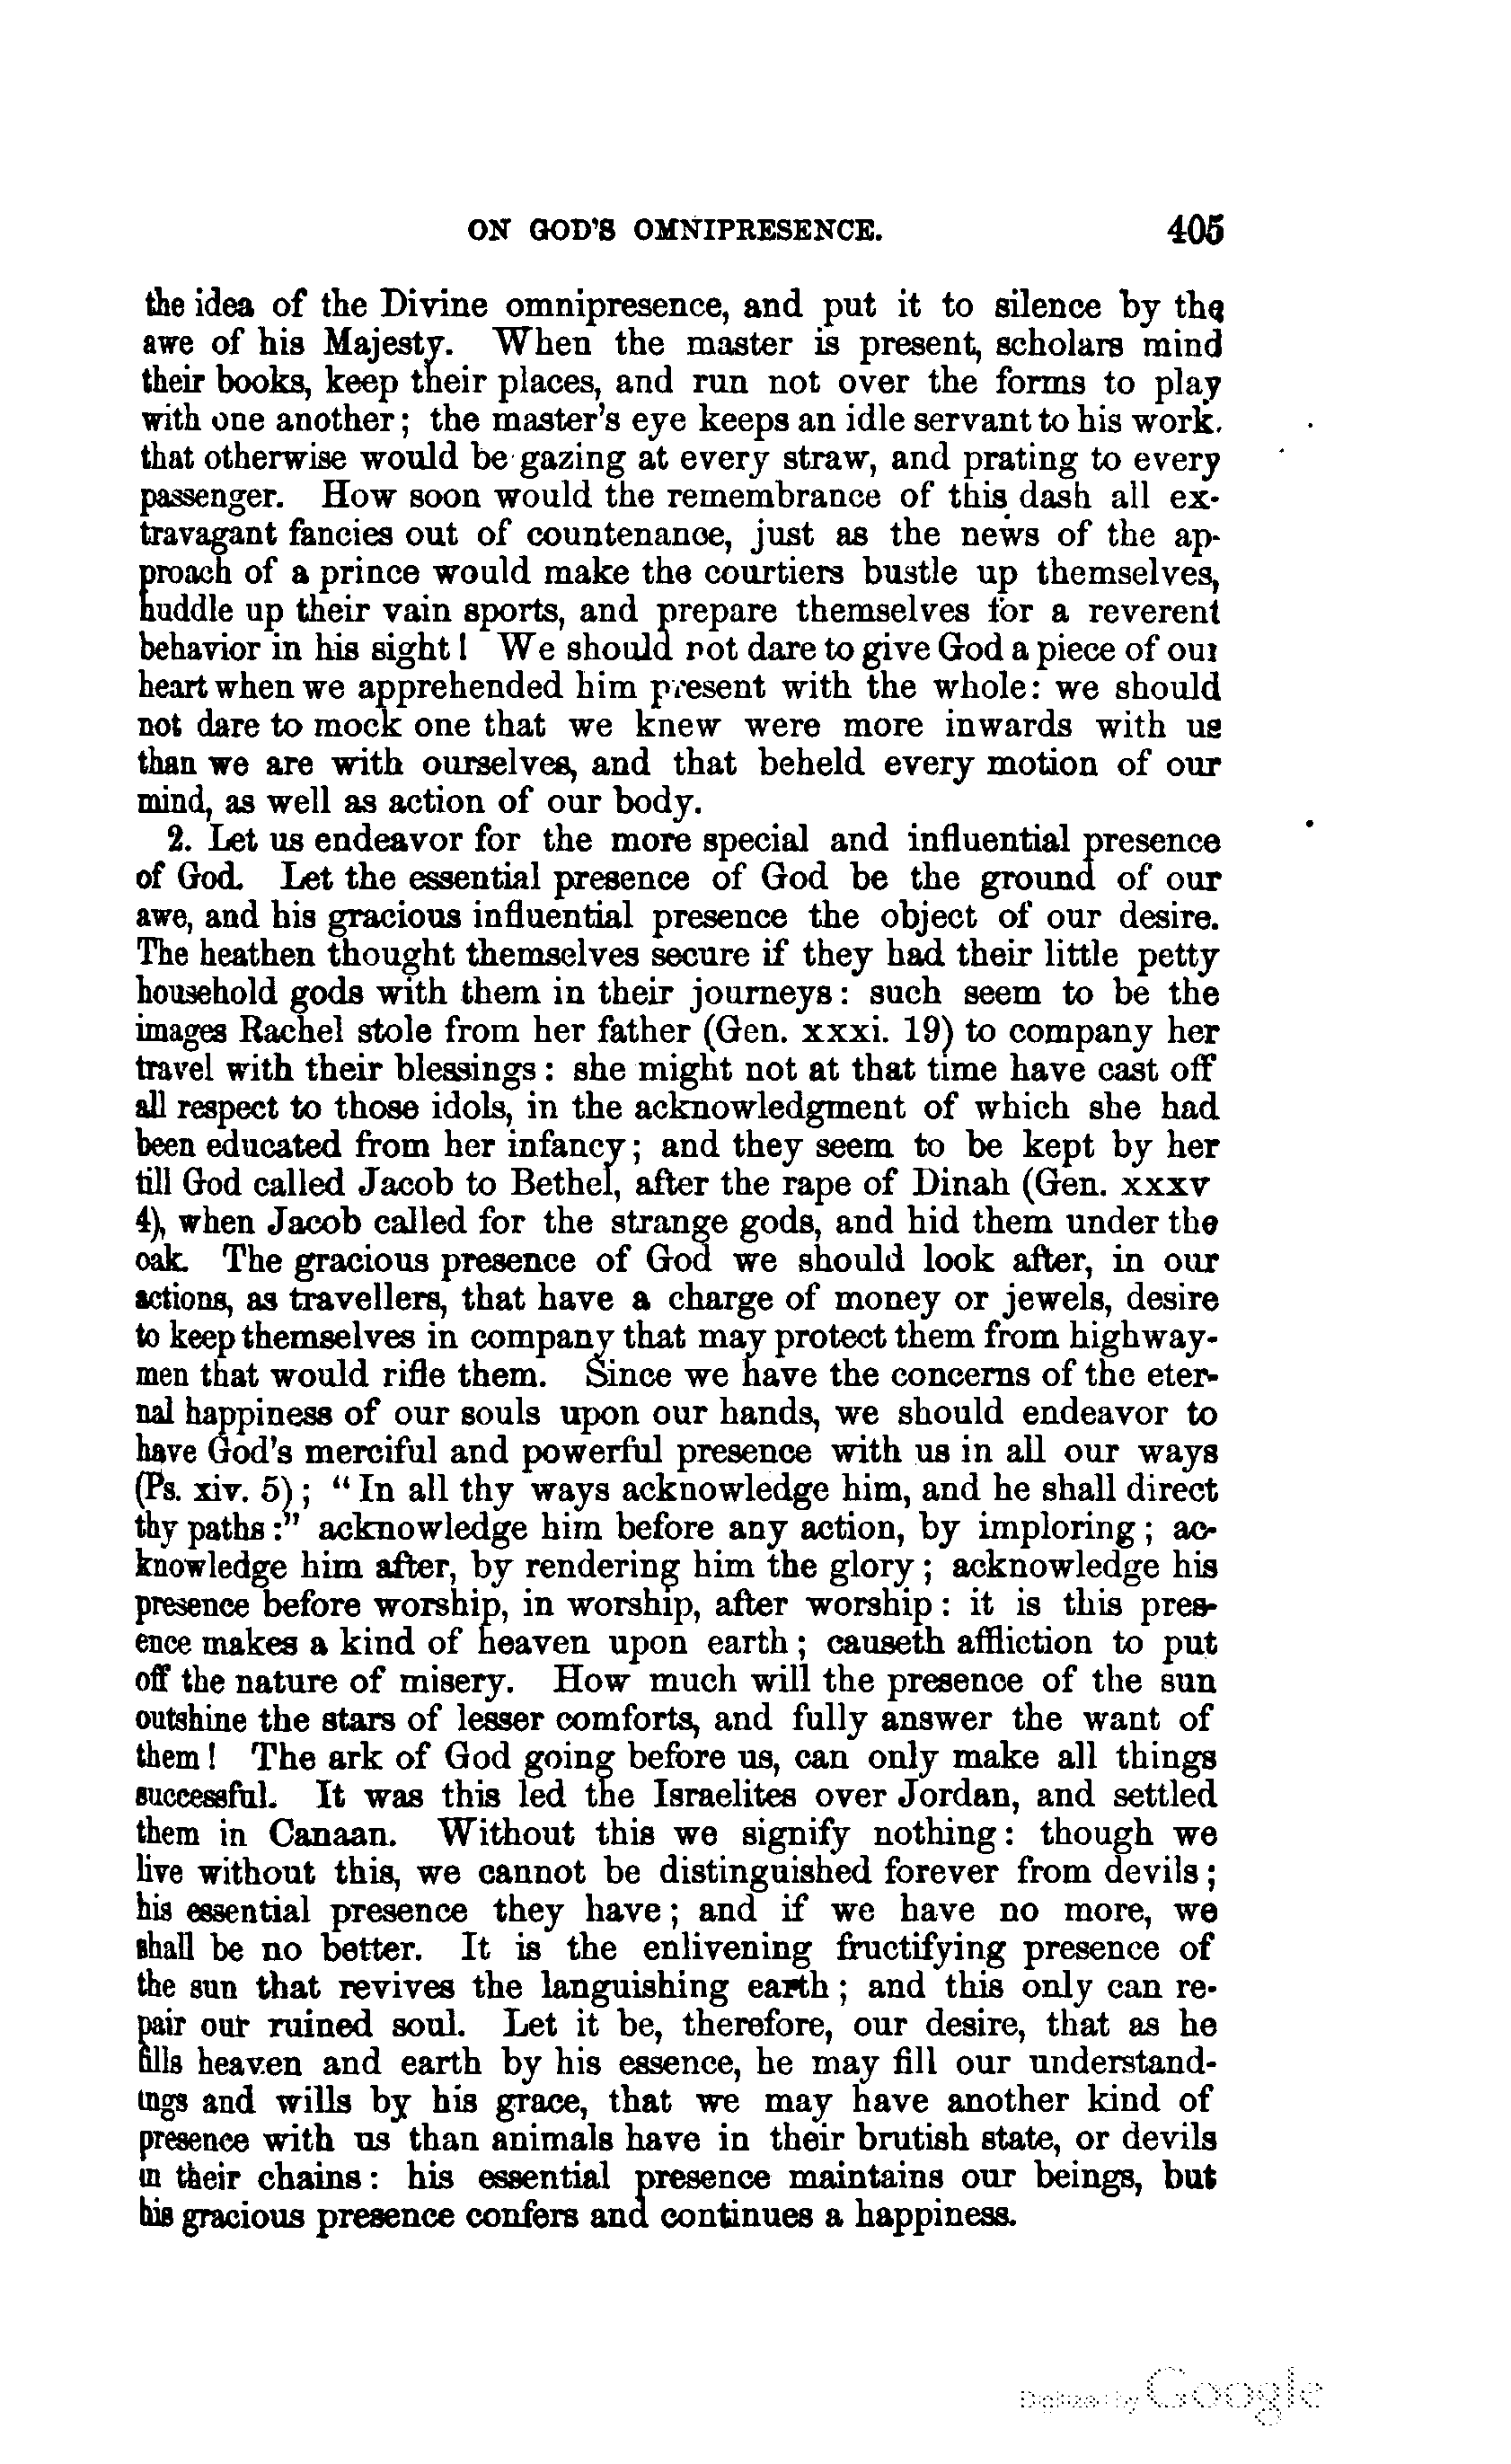 ON GOD'S OMNIPRESENCE. 405
the idea of the Divine omnipresence, and put it to silence by the
awe of his Majesty. When the master is present, scholars mind
their books, keep their places, and run not over the forms to play
with one another; the master's eye keeps an idle servant to his work.
that otherwise would be gazing at every straw, and prating to every
passenger. How soon would the remembrance of this dash all ex-
travagant fancies out of countenance, just as the news of the ap-
proach of a prince would make the courtiers bustle up themselves,
huddle up their vain sports, and prepare themselves for a reverent
behavior in his sight! We should not dare to give God a piece of our
heart when we apprehended him present with the whole: we should
not dare to mock one that we knew were more inwards with us
than we are with ourselves, and that beheld every motion of our
mind, as well as action of our body.
2. Let us endeavor for the more special and influential presence
of God. Let the essential presence of God be the ground of our
awe, and his gracious influential presence the object of our desire.
The heathen thought themselves secure if they had their little petty
household gods with them in their journeys: such seem to be the
images Rachel stole from her father (Gen. xxxi. 19) to company her
travel with their blessings: she might not at that time have cast off
all respect to those idols, in the acknowledgment of which she had
been educated from her infancy; and they seem to be kept by her
till God called Jacob to Bethel, after the rape of Dinah (Gen. xxxv
4), when Jacob called for the strange gods, and hid them under the
oak. The gracious presence of God we should look after, in our
actions, as travellers, that have a charge of money or jewels, desire
to keep themselves in company that may protect them from highway-
men that would rifle them. Since we have the concerns of the eter-
nal happiness of our souls upon our hands, we should endeavor to
have God's merciful and powerful presence with us in all our ways
(Ps. xiv. 5); "In all thy ways acknowledge him, and he shall direct
thy paths:" acknowledge him before any action, by imploring; ac-
knowledge him after, by rendering him the glory; acknowledge his
presence before worship, in worship, after worship: it is this pres-
ence makes a kind of heaven upon earth; causeth affliction to put
off the nature of misery. How much will the presence of the sun
outshine the stars of lesser comforts, and fully answer the want of
them! The ark of God going before us, can only make all things
successful. It was this led the Israelites over Jordan, and settled
them in Canaan. Without this we signify nothing: though we
live without this, we cannot be distinguished forever from devils;
his essential presence they have; and if we have no more, we
shall be no better. It is the enlivening fructifying presence of
the sun that revives the languishing earth; and this only can re-
pair our ruined soul. Let it be, therefore, our desire, that as he
fills heaven and earth by his essence, he may fill our understand-
ings and wills by his grace, that we may have another kind of
presence with us than animals have in their brutish state, or devils
in their chains: his essential presence maintains our beings, but
his gracious presence confers and continues a happiness.
Digitized by Google